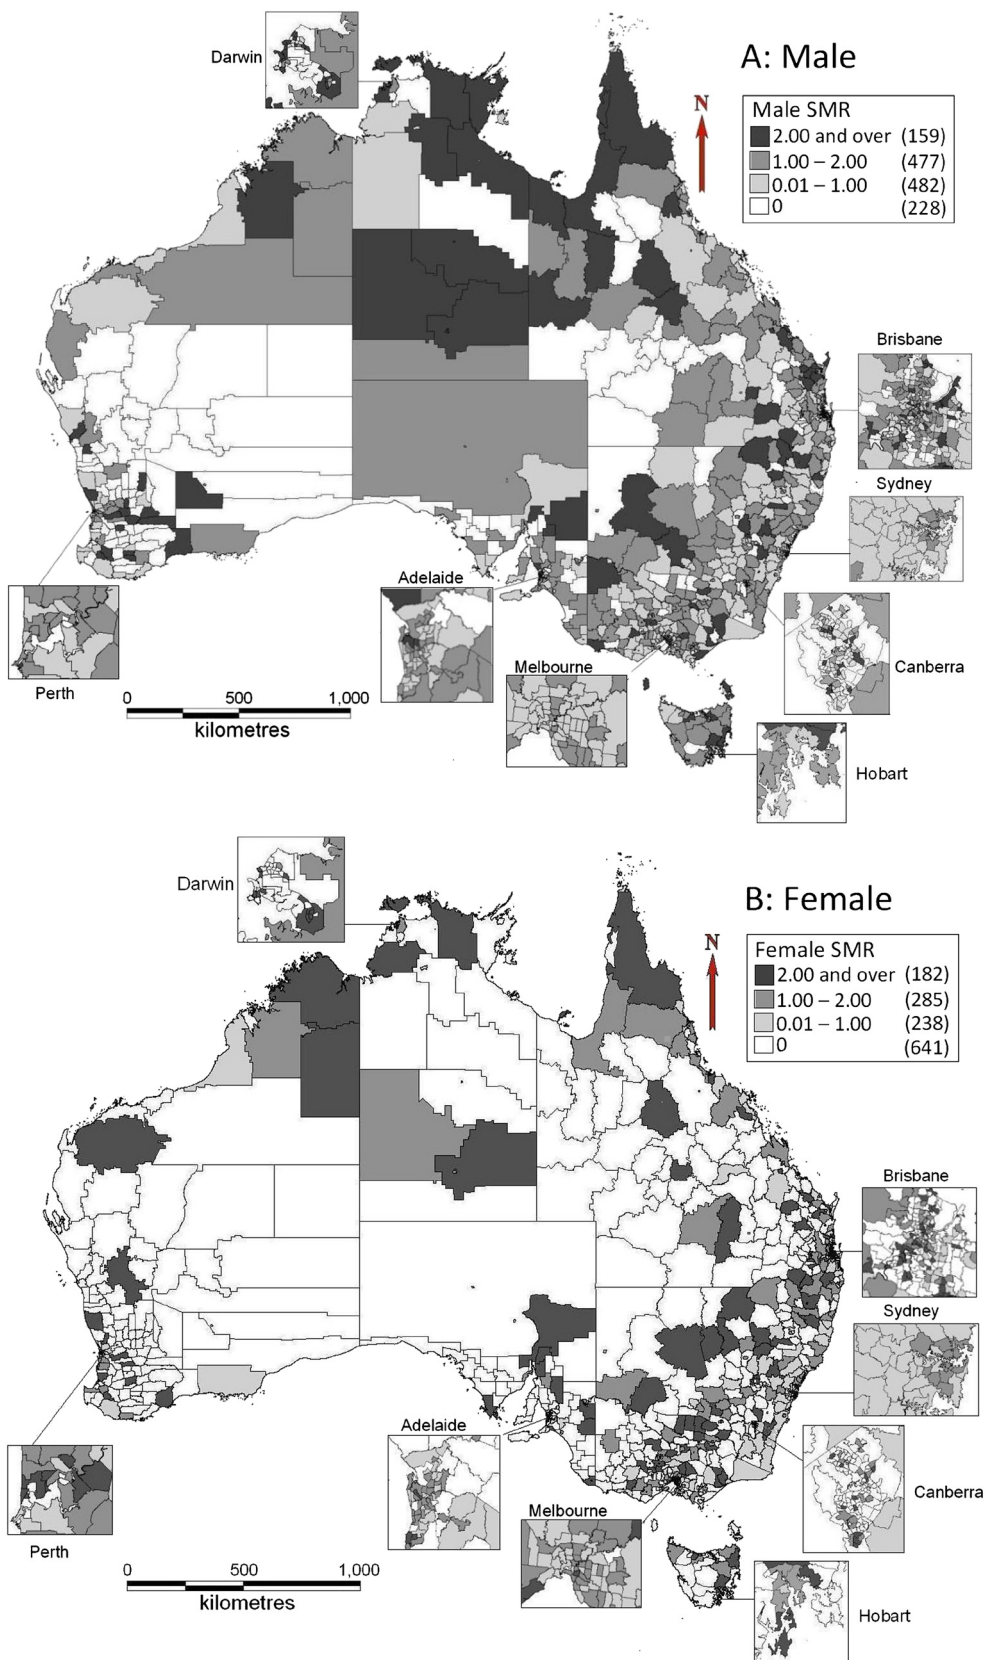 A: Male
Darwin
N
Male SMR
2.00 and over (159)
1.00 – 2.00 (477)
0.01 – 1.00 (482)
0 (228)
Brisbane
Sydney
Adelaide
Melbourne
Canberra
Perth
0 500 1,000
kilometres
Hobart
B: Female
Darwin
N
Female SMR
2.00 and over (182)
1.00 – 2.00 (285)
0.01 – 1.00 (238)
0 (641)
Brisbane
Sydney
Adelaide
Canberra
Melbourne
Perth
0 500 1,000
kilometres
Hobart